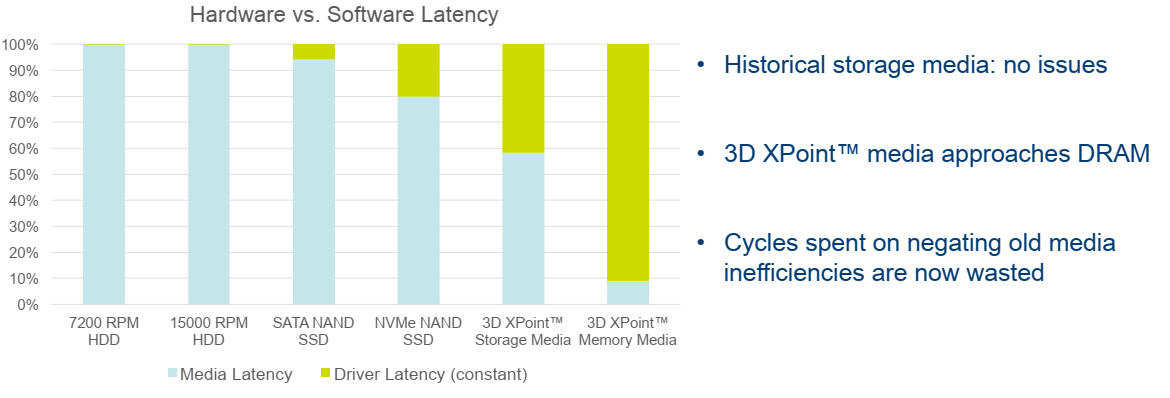 Hardware vs. Software Latency
100%
90%
80%
70%
60%
50%
40%
30%
20%
10%
0%
7200 RPM
HDD
15000 RPM
HDD
SATA NAND
SSD
NVMe NAND
SSD
3D XPoint™
Storage Media
3D XPoint™
Memory Media
Media Latency
Driver Latency (constant)
• Historical storage media: no issues
• 3D XPoint™ media approaches DRAM
• Cycles spent on negating old media
inefficiencies are now wasted